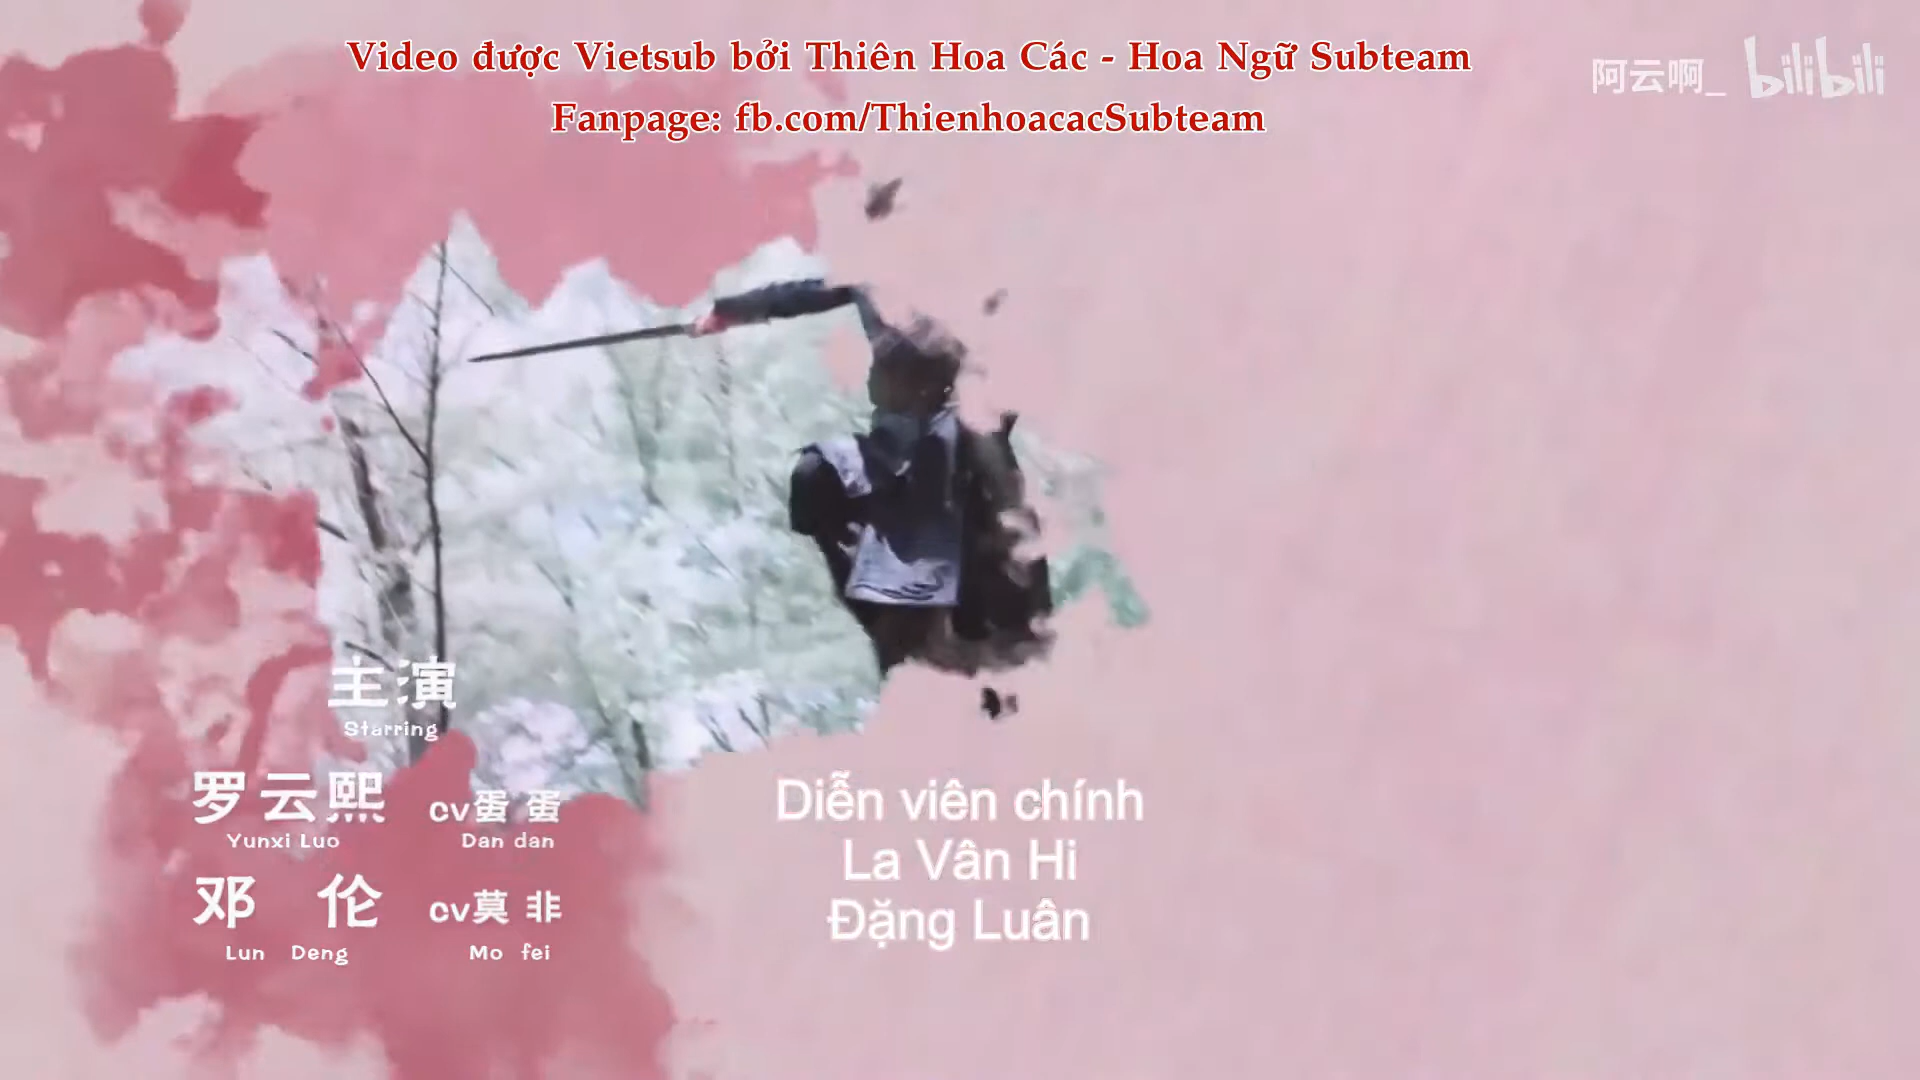 Video được Vietsub bởi Thiên Hoa Các - Hoa Ngữ Subteam
Fanpage: fb.com/ThienhoacacSubteam
阿云啊_ bilibili
主演
Starring
罗云熙 cv蛋蛋
Yunxi Luo Dan dan
邓 伦 cv莫非
Lun Deng Mo fei
Diễn viên chính
La Vân Hi
Đặng Luân